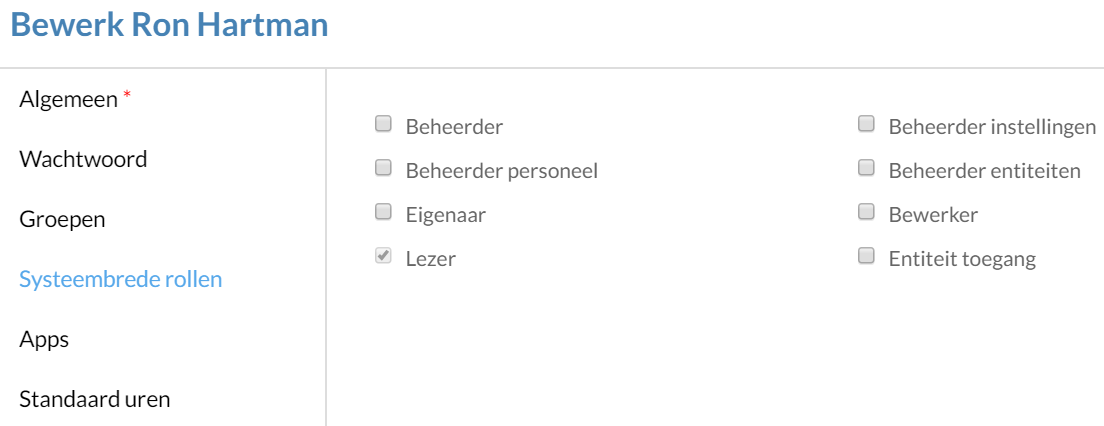 Bewerk Ron Hartman
Algemeen *
Wachtwoord
Groepen
Systeembrede rollen
Apps
Standaard uren
Beheerder
Beheerder personeel
Eigenaar
Lezer
Beheerder instellingen
Beheerder entiteiten
Bewerker
Entiteit toegang